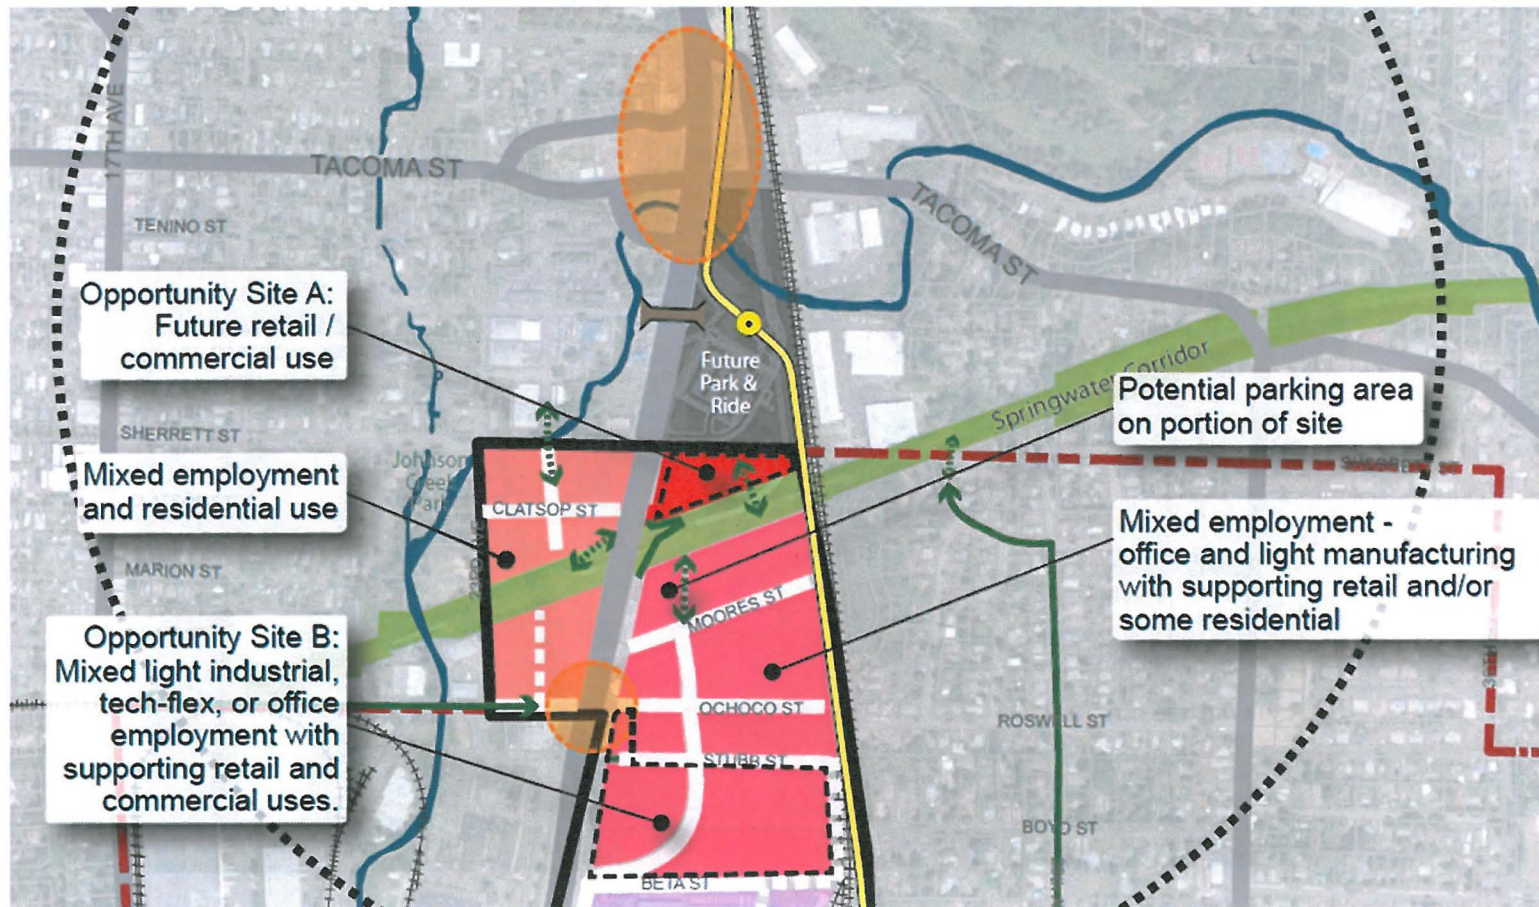 17TH AVE
TACOMA ST
TENINO ST
TACOMA ST
Opportunity Site A:
Future retail /
commercial use
Future
Park &
Ride
Springwater Corridor
Potential parking area
on portion of site
SHERRETT ST
Johnson
Creek
Park
Mixed employment
and residential use
CLATSOP ST
23RD AVE
MARION ST
Mixed employment -
office and light manufacturing
with supporting retail and/or
some residential
MOORES ST
Opportunity Site B:
Mixed light industrial,
tech-flex, or office
employment with
supporting retail and
commercial uses.
OCHOCO ST
ROSWELL ST
STUBB ST
BOYD ST
BETA ST